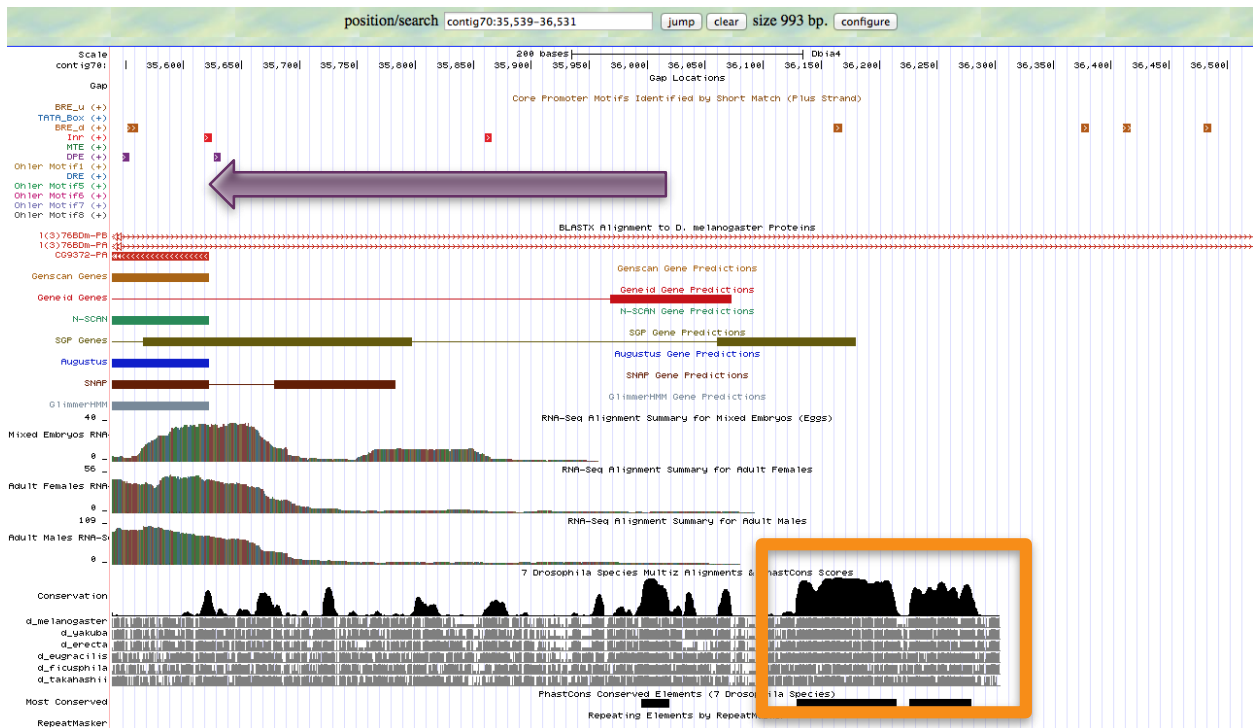 position/search contig70:35,539-36,531 jump clear size 993 bp. configure
Scale 200 bases Dbia4
contig70: 35,600 35,650 35,700 35,750 35,800 35,850 35,900 35,950 36,000 36,050 36,100 36,150 36,200 36,250 36,300 36,350 36,400 36,450 36,500
Gap Locations
Gap
Core Promoter Motifs Identified by Short Match (Plus Strand)
BRE_u (+)
TATA_Box (+)
BRE_d (+)
Inr (+)
MTE (+)
DPE (+)
Ohler Motif1 (+)
DRE (+)
Ohler Motif5 (+)
Ohler Motif6 (+)
Ohler Motif7 (+)
Ohler Motif8 (+)
BLASTX Alignment to D. melanogaster Proteins
l(3)76BDm-PB
l(3)76BDm-PA
CG9372-PA
Genscan Gene Predictions
Genscan Genes
Geneid Gene Predictions
Geneid Genes
N-SCAN Gene Predictions
N-SCAN
SGP Gene Predictions
SGP Genes
Augustus Gene Predictions
Augustus
SNAP Gene Predictions
SNAP
GlimmerHMM Gene Predictions
GlimmerHMM
RNA-Seq Alignment Summary for Mixed Embryos (Eggs)
40 _
Mixed Embryos RNA
0 _
RNA-Seq Alignment Summary for Adult Females
56 _
Adult Females RNA
0 _
RNA-Seq Alignment Summary for Adult Males
109 _
Adult Males RNA-S
0 _
7 Drosophila Species Multiz Alignments & PhastCons Scores
Conservation
d_melanogaster
d_yakuba
d_erecta
d_eugracilis
d_ficusphila
d_takahashii
PhastCons Conserved Elements (7 Drosophila Species)
Most Conserved
Repeating Elements by RepeatMasker
RepeatMasker